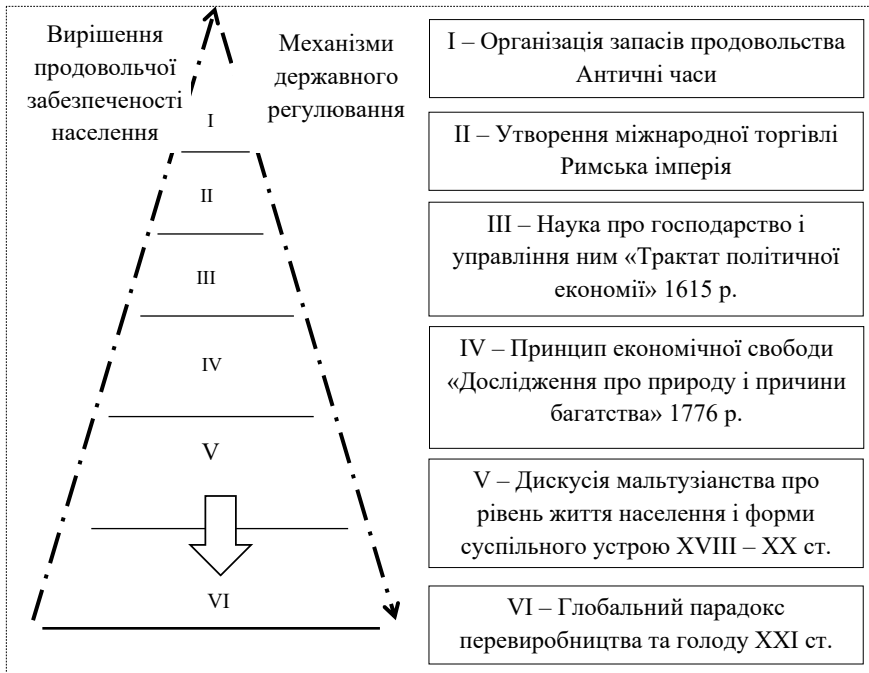 Вирішення
продовольчої
забезпеченості
населення
Механізми
державного
регулювання
I
II
III
IV
V
VI
I – Організація запасів продовольства
Античні часи
II – Утворення міжнародної торгівлі
Римська імперія
III – Наука про господарство і
управління ним «Трактат політичної
економії» 1615 р.
IV – Принцип економічної свободи
«Дослідження про природу і причини
багатства» 1776 р.
V – Дискусія мальтузіанства про
рівень життя населення і форми
суспільного устрою XVIII – XX ст.
VI – Глобальний парадокс
перевиробництва та голоду XXI ст.